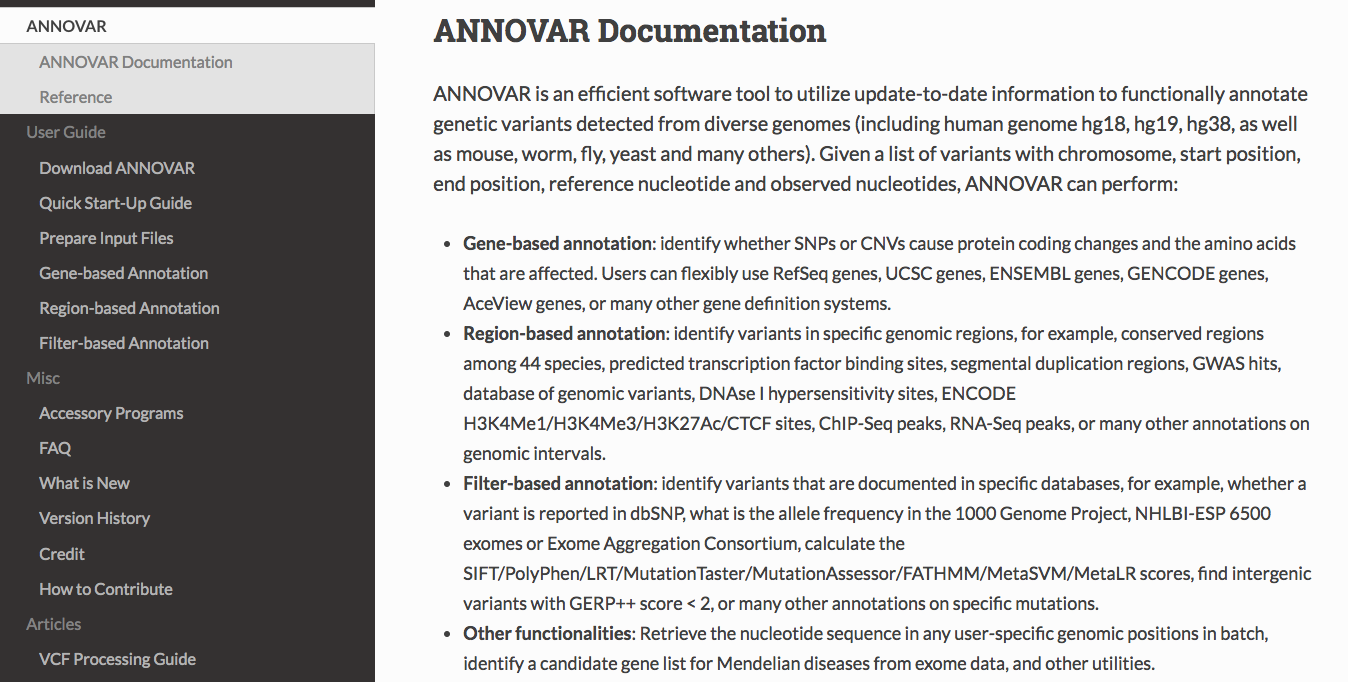 ANNOVAR
ANNOVAR Documentation
Reference
User Guide
Download ANNOVAR
Quick Start-Up Guide
Prepare Input Files
Gene-based Annotation
Region-based Annotation
Filter-based Annotation
Misc
Accessory Programs
FAQ
What is New
Version History
Credit
How to Contribute
Articles
VCF Processing Guide
ANNOVAR Documentation
ANNOVAR is an efficient software tool to utilize update-to-date information to functionally annotate
genetic variants detected from diverse genomes (including human genome hg18, hg19, hg38, as well
as mouse, worm, fly, yeast and many others). Given a list of variants with chromosome, start position,
end position, reference nucleotide and observed nucleotides, ANNOVAR can perform:
• Gene-based annotation: identify whether SNPs or CNVs cause protein coding changes and the amino acids
that are affected. Users can flexibly use RefSeq genes, UCSC genes, ENSEMBL genes, GENCODE genes,
AceView genes, or many other gene definition systems.
• Region-based annotation: identify variants in specific genomic regions, for example, conserved regions
among 44 species, predicted transcription factor binding sites, segmental duplication regions, GWAS hits,
database of genomic variants, DNAse I hypersensitivity sites, ENCODE
H3K4Me1/H3K4Me3/H3K27Ac/CTCF sites, ChIP-Seq peaks, RNA-Seq peaks, or many other annotations on
genomic intervals.
• Filter-based annotation: identify variants that are documented in specific databases, for example, whether a
variant is reported in dbSNP, what is the allele frequency in the 1000 Genome Project, NHLBI-ESP 6500
exomes or Exome Aggregation Consortium, calculate the
SIFT/PolyPhen/LRT/MutationTaster/MutationAssessor/FATHMM/MetaSVM/MetaLR scores, find intergenic
variants with GERP++ score < 2, or many other annotations on specific mutations.
• Other functionalities: Retrieve the nucleotide sequence in any user-specific genomic positions in batch,
identify a candidate gene list for Mendelian diseases from exome data, and other utilities.